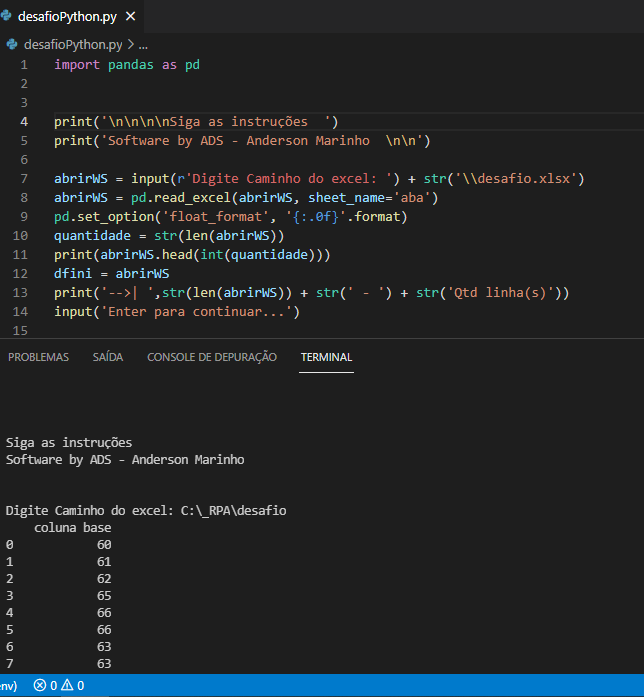 desafioPython.py ×
desafioPython.py > ...
1 import pandas as pd
2
3
4 print('\n\n\n\nSiga as instruções  ')
5 print('Software by ADS - Anderson Marinho  \n\n')
6
7 abrirWS = input(r'Digite Caminho do excel: ') + str('\\desafio.xlsx')
8 abrirWS = pd.read_excel(abrirWS, sheet_name='aba')
9 pd.set_option('float_format', '{:.0f}'.format)
10 quantidade = str(len(abrirWS))
11 print(abrirWS.head(int(quantidade)))
12 dfini = abrirWS
13 print('-->| ',str(len(abrirWS)) + str(' - ') + str('Qtd linha(s)'))
14 input('Enter para continuar...')
15
PROBLEMAS SAÍDA CONSOLE DE DEPURAÇÃO TERMINAL
Siga as instruções
Software by ADS - Anderson Marinho
Digite Caminho do excel: C:\_RPA\desafio
coluna base
0 60
1 61
2 62
3 65
4 66
5 66
6 63
7 63
env) 0 0